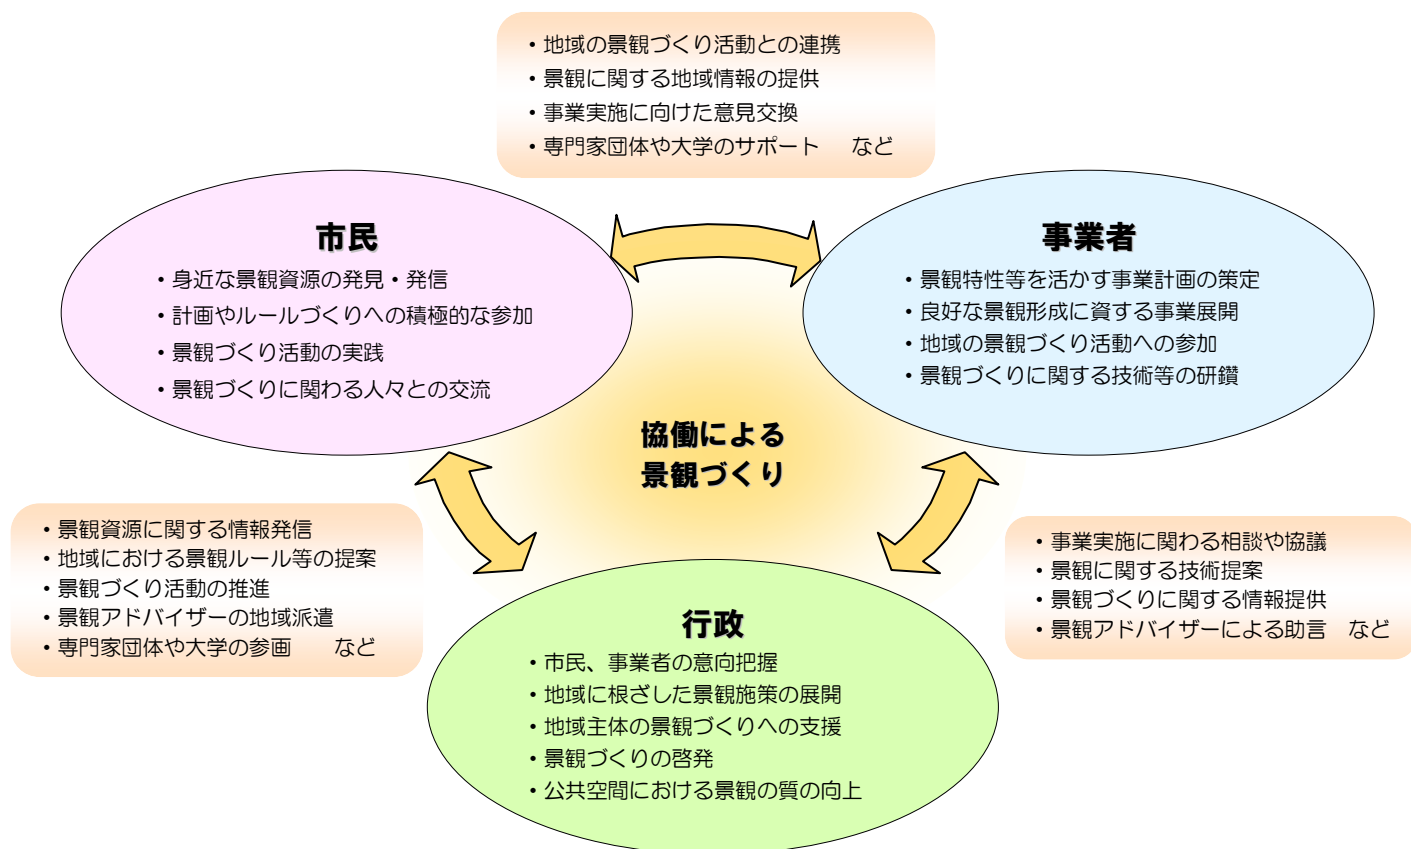 ・地域の景観づくり活動との連携
・景観に関する地域情報の提供
・事業実施に向けた意見交換
・専門家団体や大学のサポート　など
市民
・身近な景観資源の発見・発信
・計画やルールづくりへの積極的な参加
・景観づくり活動の実践
・景観づくりに関わる人々との交流
事業者
・景観特性等を活かす事業計画の策定
・良好な景観形成に資する事業展開
・地域の景観づくり活動への参加
・景観づくりに関する技術等の研鑽
協働による
景観づくり
・景観資源に関する情報発信
・地域における景観ルール等の提案
・景観づくり活動の推進
・景観アドバイザーの地域派遣
・専門家団体や大学の参画　など
・事業実施に関わる相談や協議
・景観に関する技術提案
・景観づくりに関する情報提供
・景観アドバイザーによる助言　など
行政
・市民、事業者の意向把握
・地域に根ざした景観施策の展開
・地域主体の景観づくりへの支援
・景観づくりの啓発
・公共空間における景観の質の向上